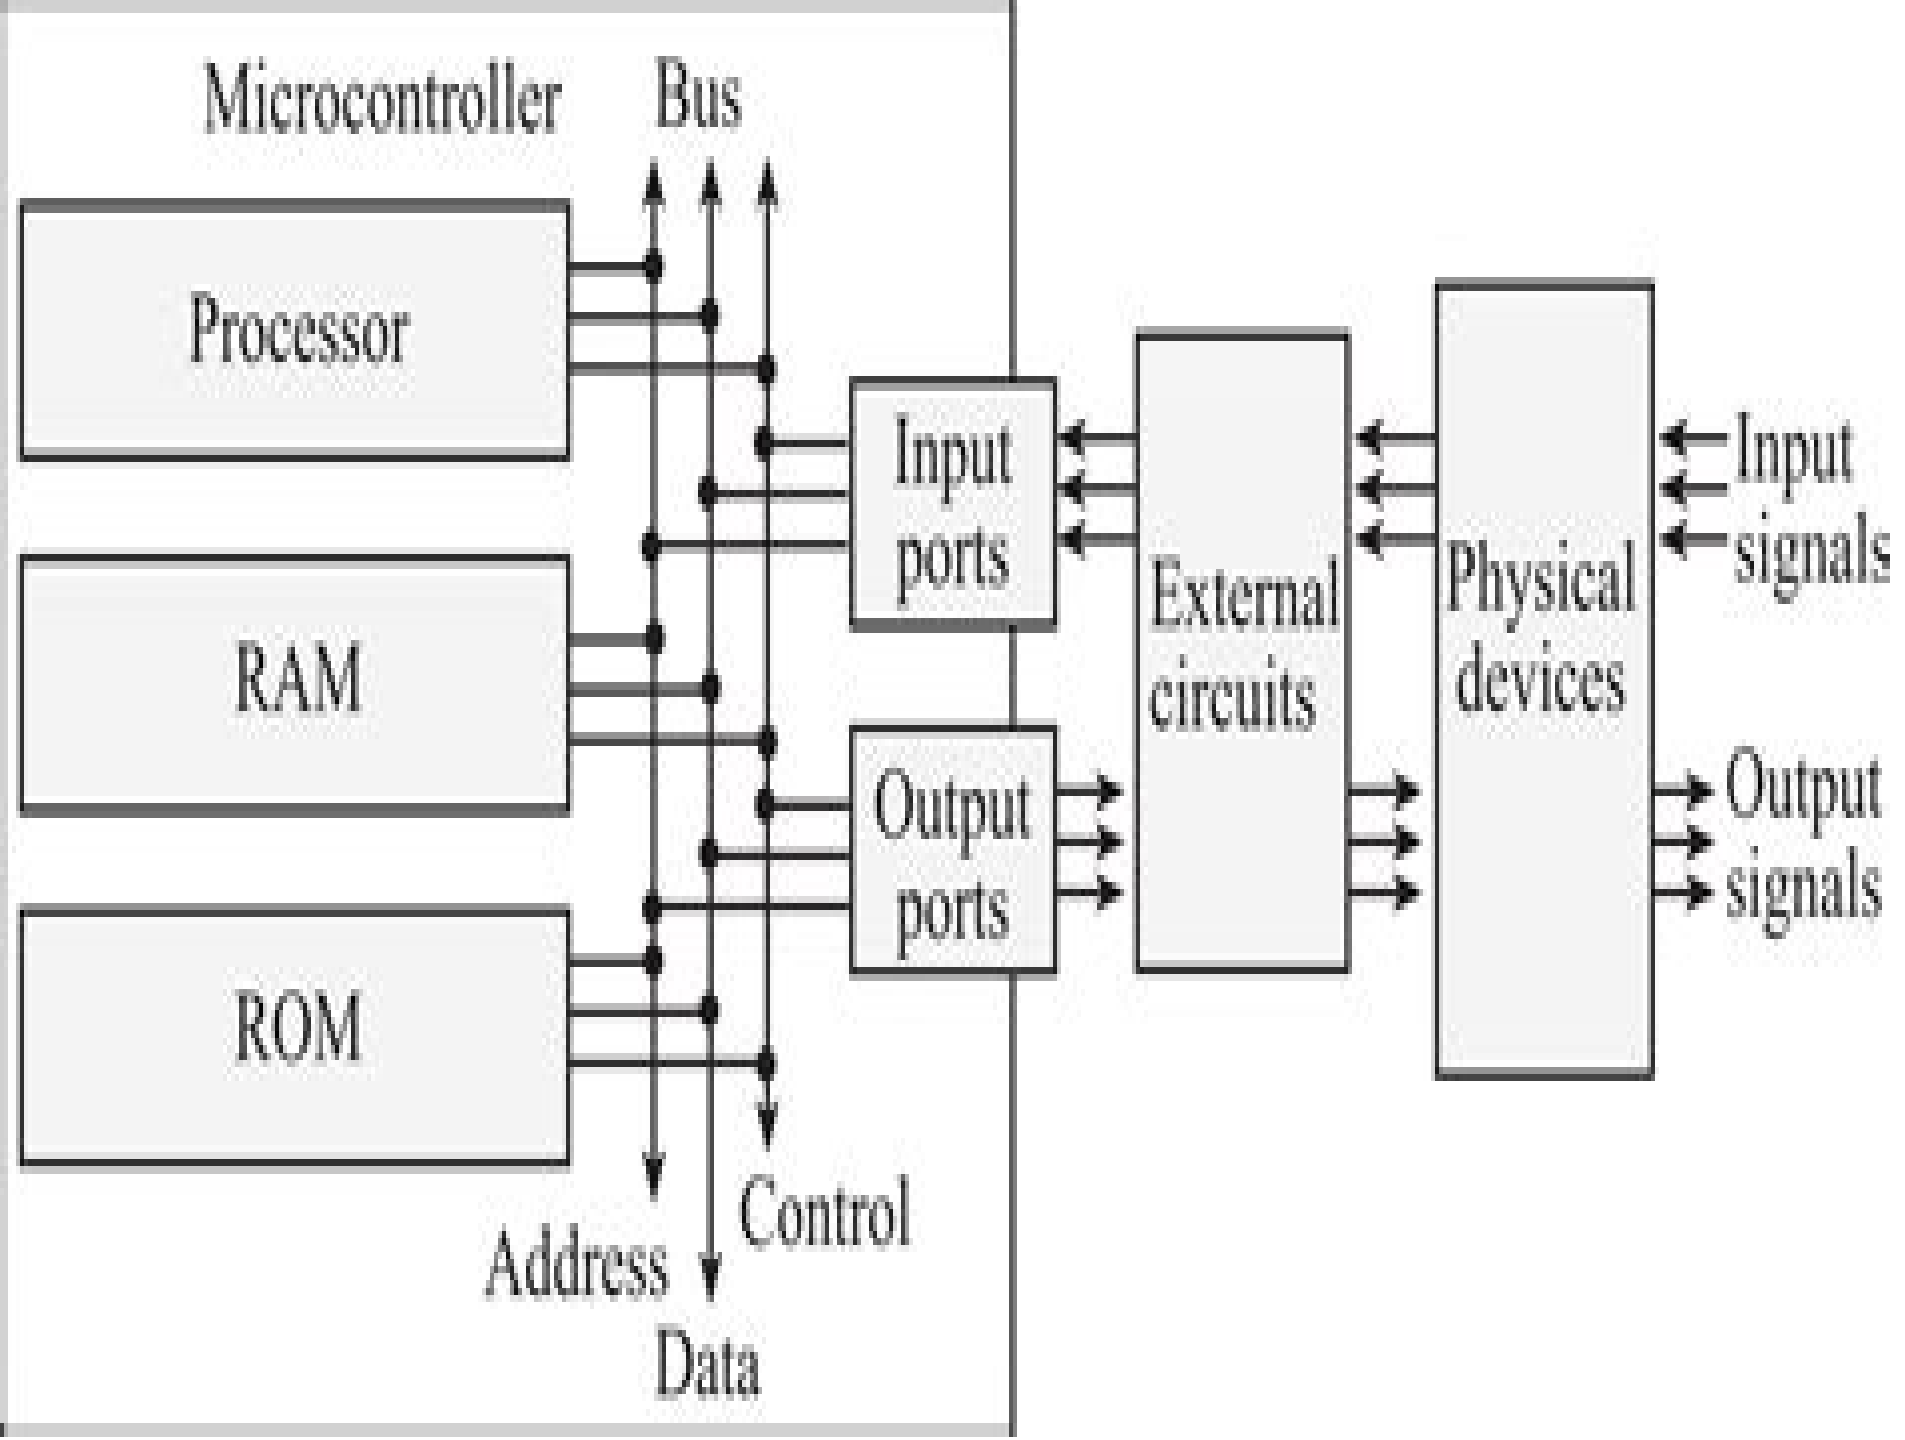 Microcontroller
Bus
Processor
Input
ports
RAM
Output
ports
ROM
Address
Data
Control
External
circuits
Physical
devices
Input
signals
Output
signals